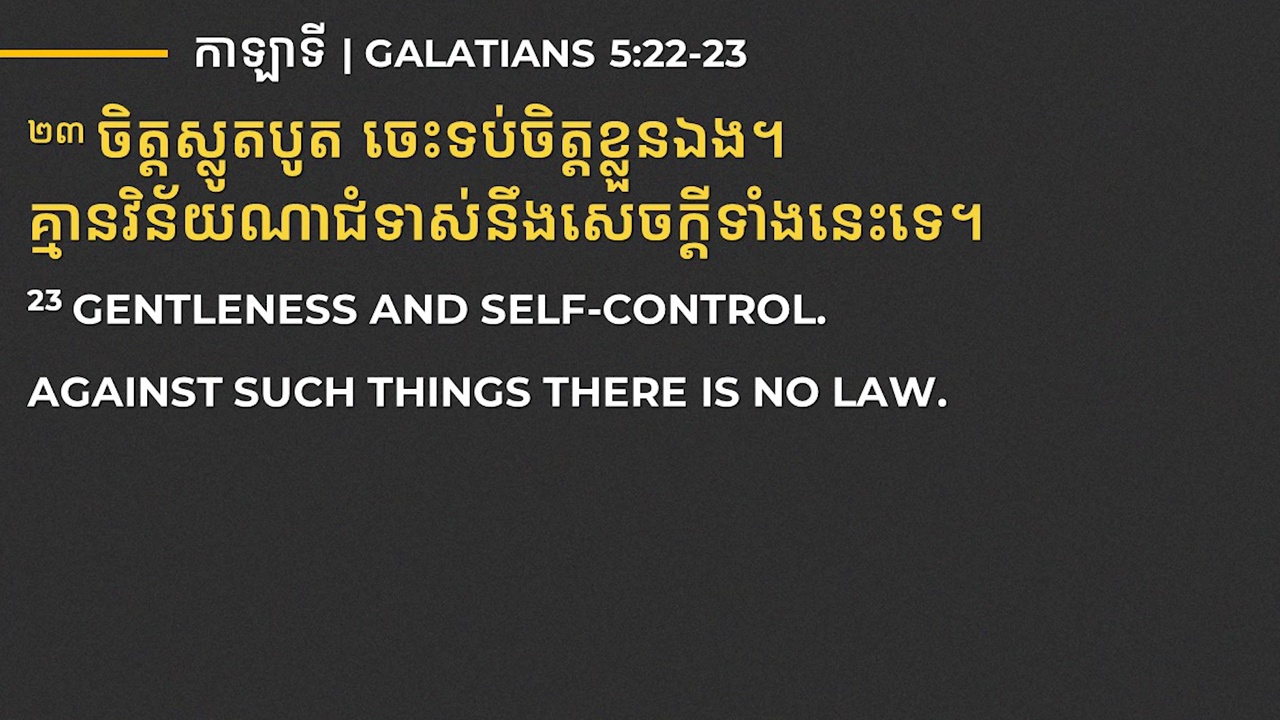 កាឡាទី | GALATIANS 5:22-23
២៣ ចិត្តស្លូតបូត ចេះទប់ចិត្តខ្លួនឯង។
គ្មានវិន័យណាជំទាស់នឹងសេចក្ដីទាំងនេះទេ។
23 GENTLENESS AND SELF-CONTROL.
AGAINST SUCH THINGS THERE IS NO LAW.